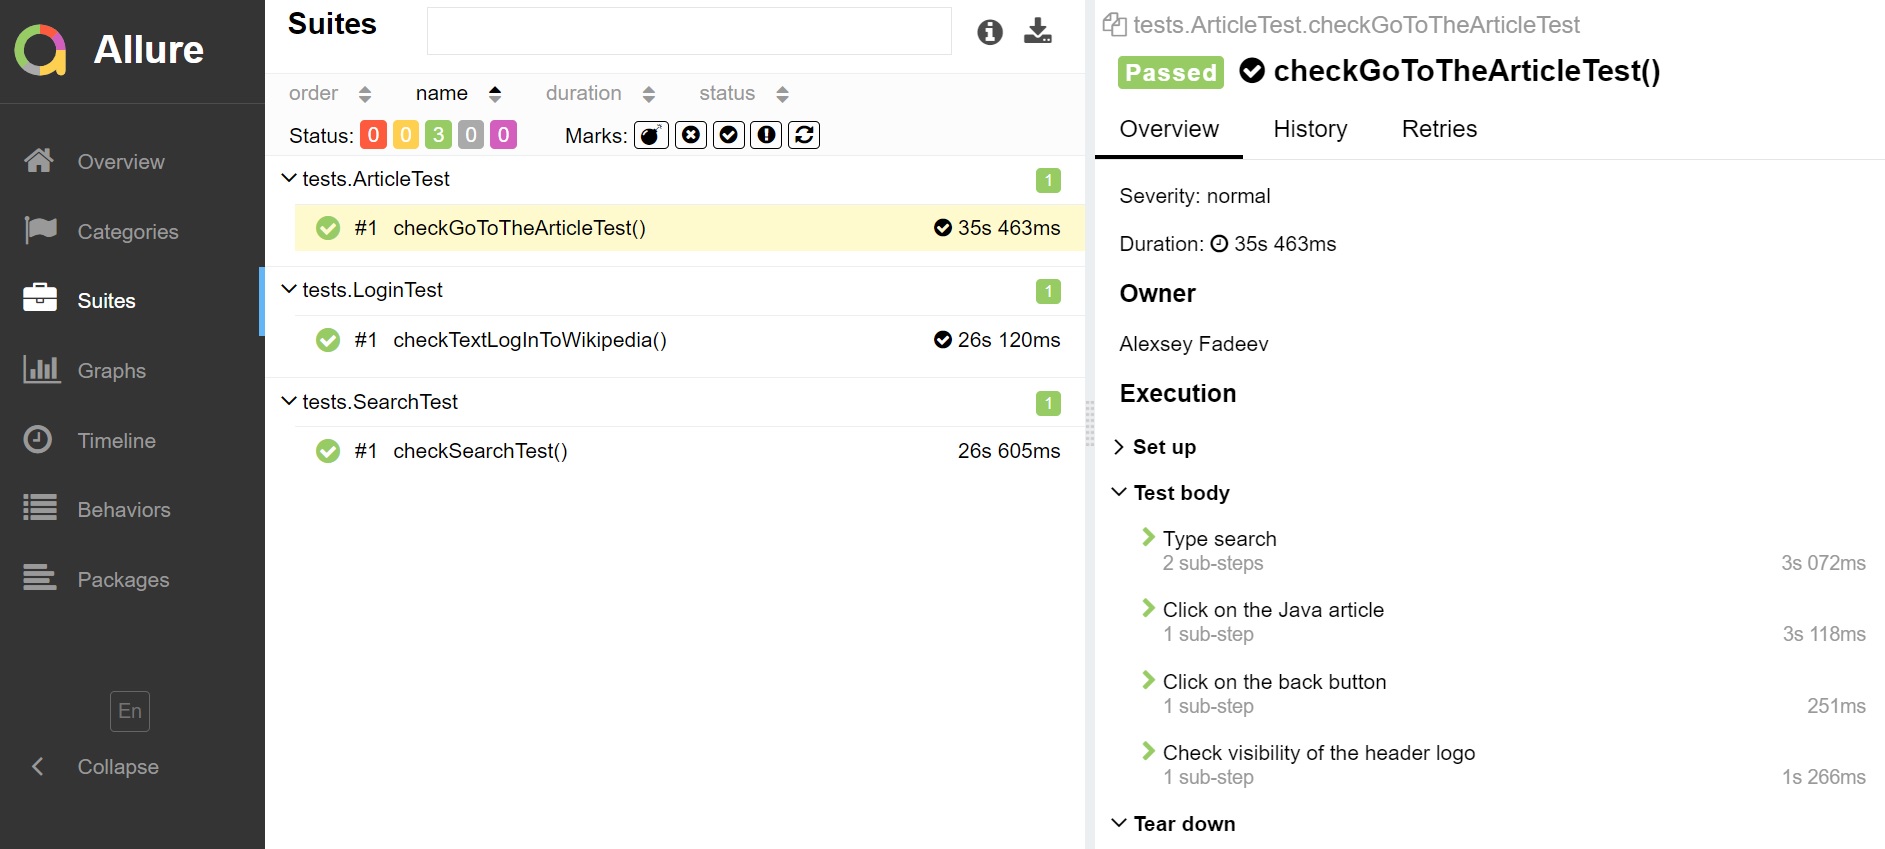 Allure
Overview
Categories
Suites
Graphs
Timeline
Behaviors
Packages
En
Collapse
Suites
order name duration status
Status: 0 0 3 0 0 Marks:
tests.ArticleTest 1
#1 checkGoToTheArticleTest() 35s 463ms
tests.LoginTest 1
#1 checkTextLogInToWikipedia() 26s 120ms
tests.SearchTest 1
#1 checkSearchTest() 26s 605ms
tests.ArticleTest.checkGoToTheArticleTest
Passed checkGoToTheArticleTest()
Overview History Retries
Severity: normal
Duration: 35s 463ms
Owner
Alexsey Fadeev
Execution
Set up
Test body
Type search
2 sub-steps 3s 072ms
Click on the Java article
1 sub-step 3s 118ms
Click on the back button
1 sub-step 251ms
Check visibility of the header logo
1 sub-step 1s 266ms
Tear down